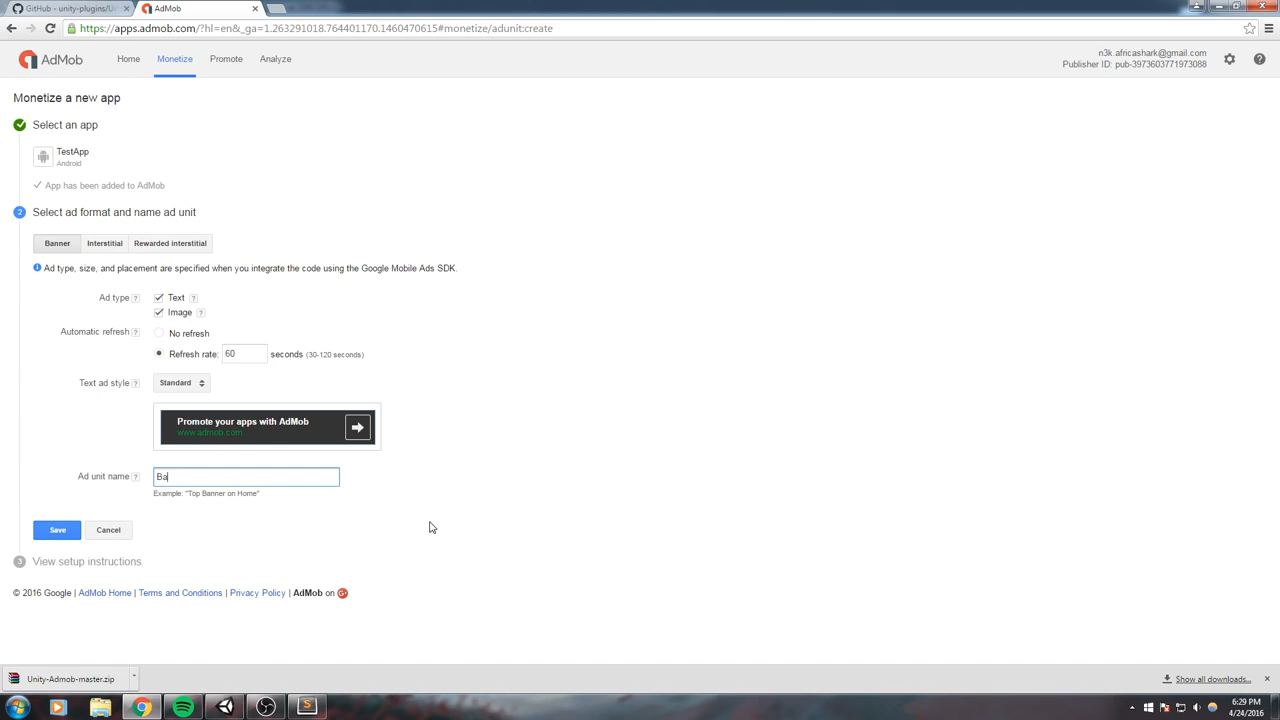 GitHub - unity-plugins/Un
AdMob
https://apps.admob.com/?hl=en&_ga=1.263291018.764401170.1460470615#monetize/adunit:create
AdMob
Home
Monetize
Promote
Analyze
n3k.africashark@gmail.com
Publisher ID: pub-3973603771973088
Monetize a new app
Select an app
TestApp
Android
App has been added to AdMob
2 Select ad format and name ad unit
Banner
Interstitial
Rewarded interstitial
Ad type, size, and placement are specified when you integrate the code using the Google Mobile Ads SDK.
Ad type ? Text ?
Image ?
Automatic refresh ? No refresh
Refresh rate: 60 seconds (30-120 seconds)
Text ad style ? Standard
Promote your apps with AdMob
www.admob.com
Ad unit name ? Ba
Example: "Top Banner on Home"
Save
Cancel
3 View setup instructions
© 2016 Google | AdMob Home | Terms and Conditions | Privacy Policy | AdMob on G+
Unity-Admob-master.zip
Show all downloads...
6:29 PM
4/24/2016